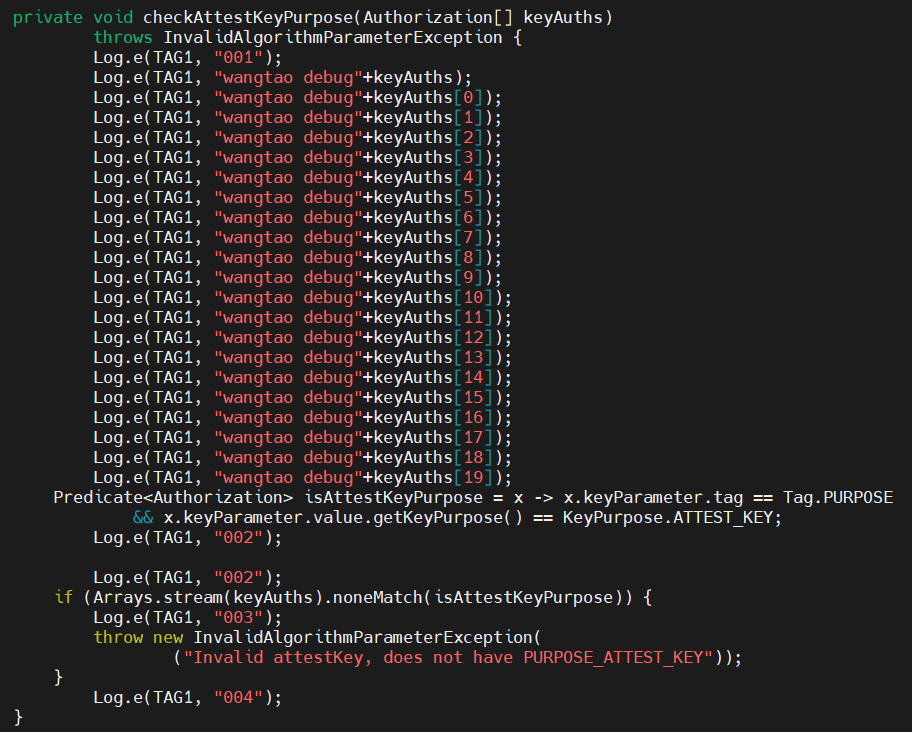 private void checkAttestKeyPurpose(Authorization[] keyAuths)
        throws InvalidAlgorithmParameterException {
        Log.e(TAG1, "001");
        Log.e(TAG1, "wangtao debug"+keyAuths);
        Log.e(TAG1, "wangtao debug"+keyAuths[0]);
        Log.e(TAG1, "wangtao debug"+keyAuths[1]);
        Log.e(TAG1, "wangtao debug"+keyAuths[2]);
        Log.e(TAG1, "wangtao debug"+keyAuths[3]);
        Log.e(TAG1, "wangtao debug"+keyAuths[4]);
        Log.e(TAG1, "wangtao debug"+keyAuths[5]);
        Log.e(TAG1, "wangtao debug"+keyAuths[6]);
        Log.e(TAG1, "wangtao debug"+keyAuths[7]);
        Log.e(TAG1, "wangtao debug"+keyAuths[8]);
        Log.e(TAG1, "wangtao debug"+keyAuths[9]);
        Log.e(TAG1, "wangtao debug"+keyAuths[10]);
        Log.e(TAG1, "wangtao debug"+keyAuths[11]);
        Log.e(TAG1, "wangtao debug"+keyAuths[12]);
        Log.e(TAG1, "wangtao debug"+keyAuths[13]);
        Log.e(TAG1, "wangtao debug"+keyAuths[14]);
        Log.e(TAG1, "wangtao debug"+keyAuths[15]);
        Log.e(TAG1, "wangtao debug"+keyAuths[16]);
        Log.e(TAG1, "wangtao debug"+keyAuths[17]);
        Log.e(TAG1, "wangtao debug"+keyAuths[18]);
        Log.e(TAG1, "wangtao debug"+keyAuths[19]);
    Predicate<Authorization> isAttestKeyPurpose = x -> x.keyParameter.tag == Tag.PURPOSE
            && x.keyParameter.value.getKeyPurpose() == KeyPurpose.ATTEST_KEY;
        Log.e(TAG1, "002");

        Log.e(TAG1, "002");
    if (Arrays.stream(keyAuths).noneMatch(isAttestKeyPurpose)) {
        Log.e(TAG1, "003");
        throw new InvalidAlgorithmParameterException(
                ("Invalid attestKey, does not have PURPOSE_ATTEST_KEY"));
    }
        Log.e(TAG1, "004");
}